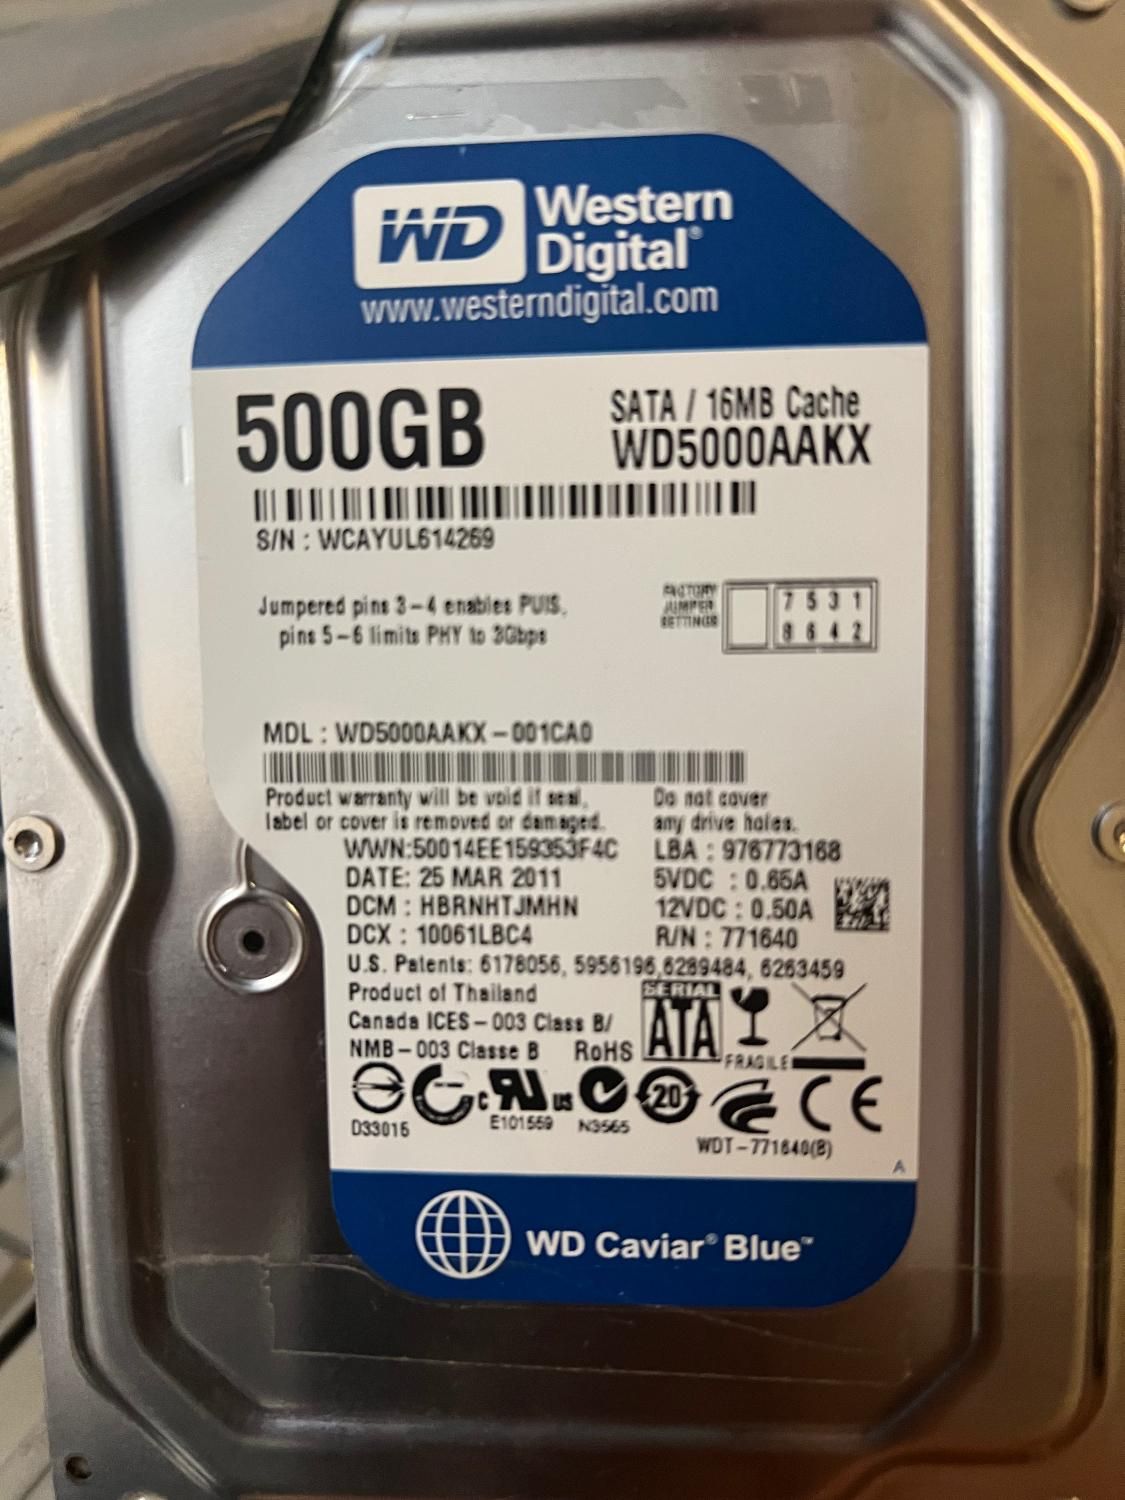 WD Western Digital®
www.westerndigital.com
500GB
SATA / 16MB Cache
WD5000AAKX
S/N : WCAYUL614269
Jumpered pins 3-4 enables PUIS,
pins 5-6 limits PHY to 3Gbps
FACTORY JUMPER SETTINGS
7 5 3 1
8 6 4 2
MDL : WD5000AAKX - 001CA0
Product warranty will be void if seal,
label or cover is removed or damaged.
Do not cover
any drive holes.
WWN:50014EE159353F4C
LBA : 976773168
DATE: 25 MAR 2011
5VDC : 0.65A
DCM : HBRNHTJMHN
12VDC : 0.50A
DCX : 10061LBC4
R/N : 771640
U.S. Patents: 6178056, 5956196,6289484, 6263459
Product of Thailand
Canada ICES-003 Class B/
NMB-003 Classe B RoHS
SERIAL
ATA
FRAGILE
c RU us
20
CE
D33015
E101559
N3565
WDT-771640(B)
A
WD Caviar® Blue™